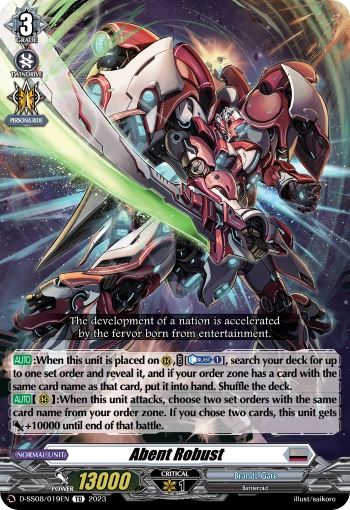 3
GRADE
TWINDRIVE
PERSONA RIDE
The development of a nation is accelerated
by the fervor born from entertainment.
AUTO :When this unit is placed on , [ BLAST 1], search your deck for up
to one set order and reveal it, and if your order zone has a card with the
same card name as that card, put it into hand. Shuffle the deck.
AUTO [ ]:When this unit attacks, choose two set orders with the same
card name from your order zone. If you chose two cards, this unit gets
+10000 until end of that battle.
NORMAL UNIT
Abent Robust
POWER 13000 CRITICAL 1
Brandt Gate
Battleroid
D-SS08/019EN TD 2023 illust/saikoro